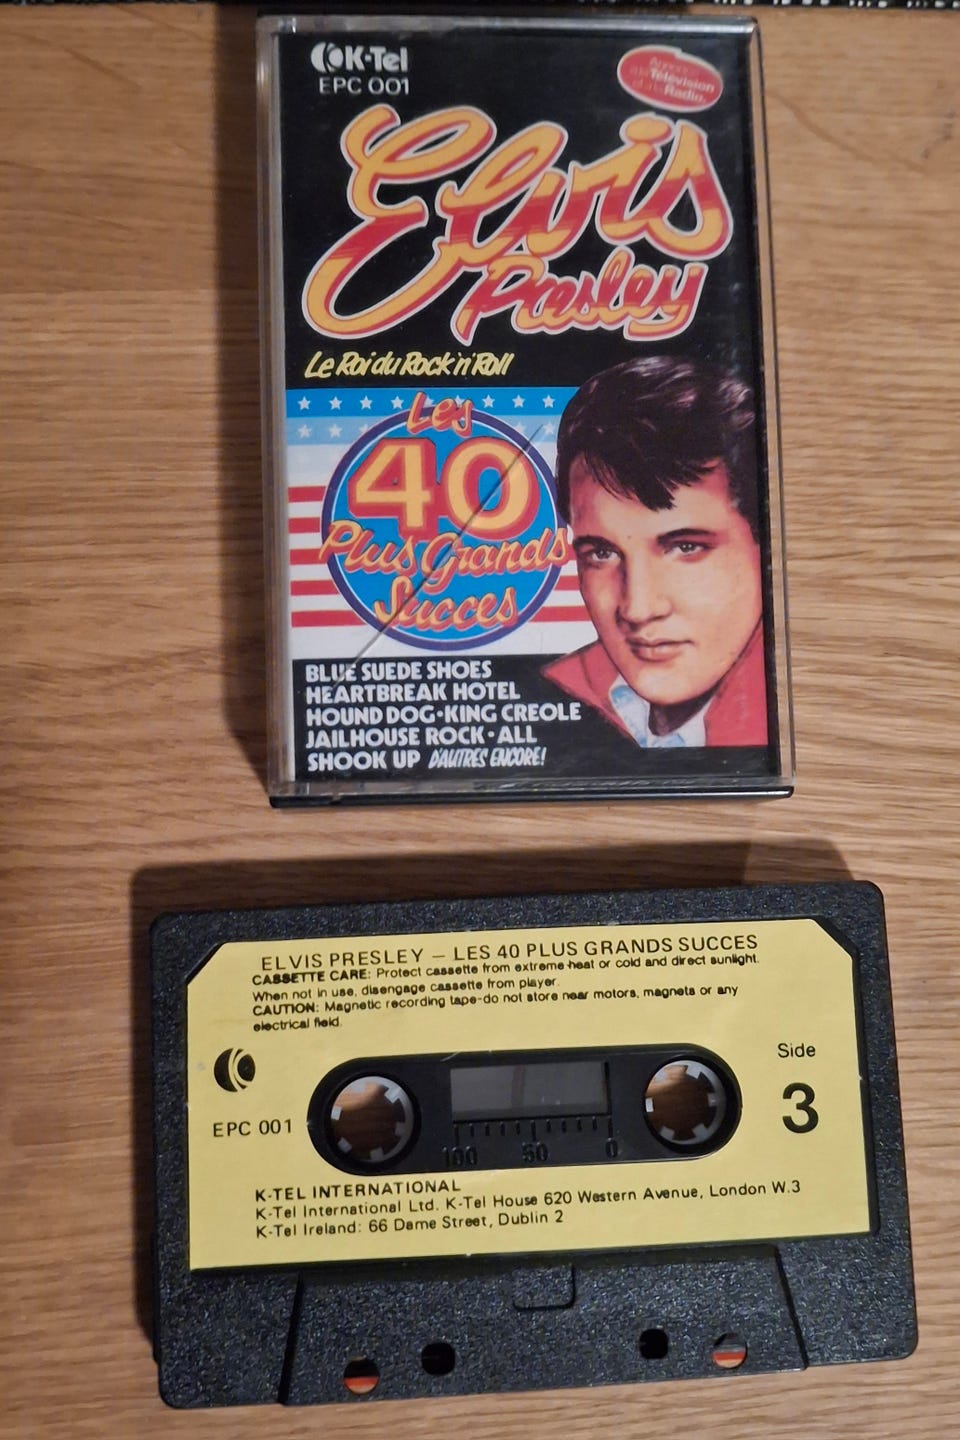 K-Tel
EPC 001
Annoncé
à la Télévision
et à la Radio.
Elvis
Presley
Le Roi du Rock 'n' Roll
Les
40
Plus Grands
Succes
BLUE SUEDE SHOES
HEARTBREAK HOTEL
HOUND DOG•KING CREOLE
JAILHOUSE ROCK•ALL
SHOOK UP D'AUTRES ENCORE!
ELVIS PRESLEY — LES 40 PLUS GRANDS SUCCES
CASSETTE CARE: Protect cassette from extreme heat or cold and direct sunlight.
When not in use, disengage cassette from player.
CAUTION: Magnetic recording tape-do not store near motors, magnets or any
electrical field.
Side
3
EPC 001
100 50 0
K-TEL INTERNATIONAL
K-Tel International Ltd. K-Tel House 620 Western Avenue, London W.3
K-Tel Ireland: 66 Dame Street, Dublin 2